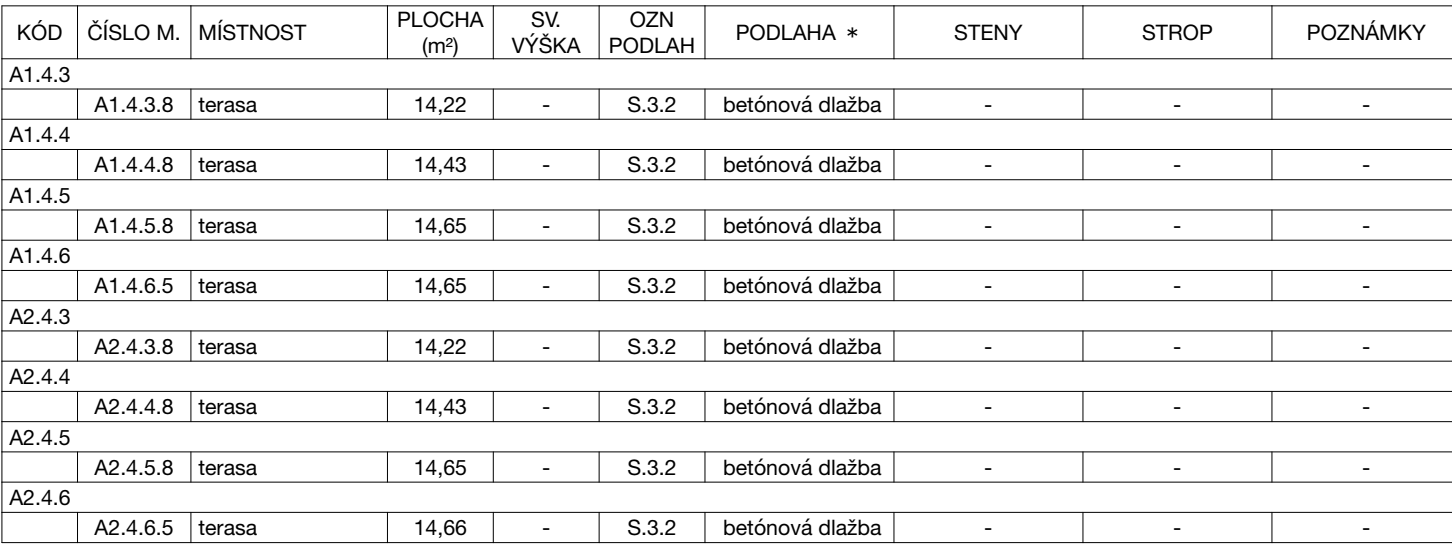 KÓD ČÍSLO M. MÍSTNOST PLOCHA (m²) SV. VÝŠKA OZN PODLAH PODLAHA * STENY STROP POZNÁMKY
A1.4.3
A1.4.3.8 terasa 14,22 - S.3.2 betónová dlažba - - -
A1.4.4
A1.4.4.8 terasa 14,43 - S.3.2 betónová dlažba - - -
A1.4.5
A1.4.5.8 terasa 14,65 - S.3.2 betónová dlažba - - -
A1.4.6
A1.4.6.5 terasa 14,65 - S.3.2 betónová dlažba - - -
A2.4.3
A2.4.3.8 terasa 14,22 - S.3.2 betónová dlažba - - -
A2.4.4
A2.4.4.8 terasa 14,43 - S.3.2 betónová dlažba - - -
A2.4.5
A2.4.5.8 terasa 14,65 - S.3.2 betónová dlažba - - -
A2.4.6
A2.4.6.5 terasa 14,66 - S.3.2 betónová dlažba - - -